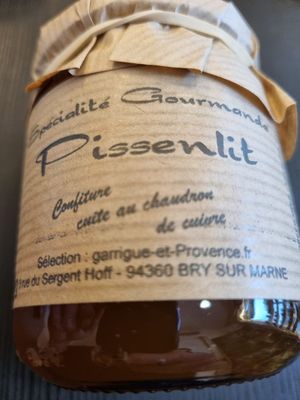 Spécialité Gourmande
Pissenlit
Confiture
cuite au chaudron
de cuivre
Sélection : garrigue-et-Provence.fr
rue du Sergent Hoff - 94360 BRY SUR MARNE